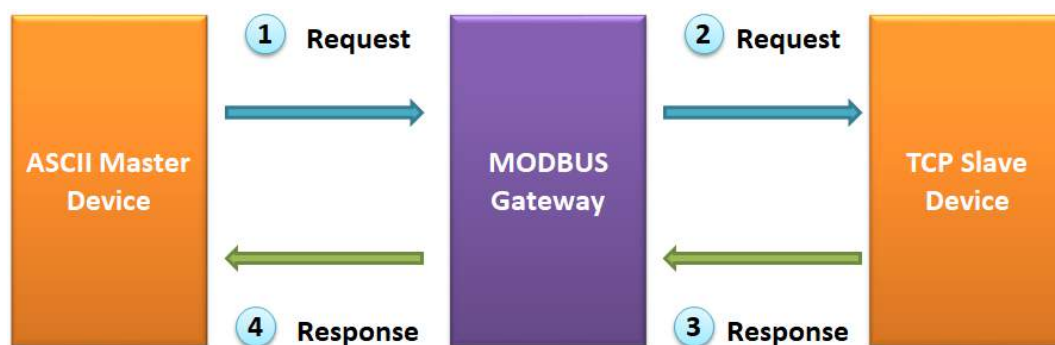 1 Request
2 Request
ASCII Master
Device
MODBUS
Gateway
TCP Slave
Device
4 Response
3 Response